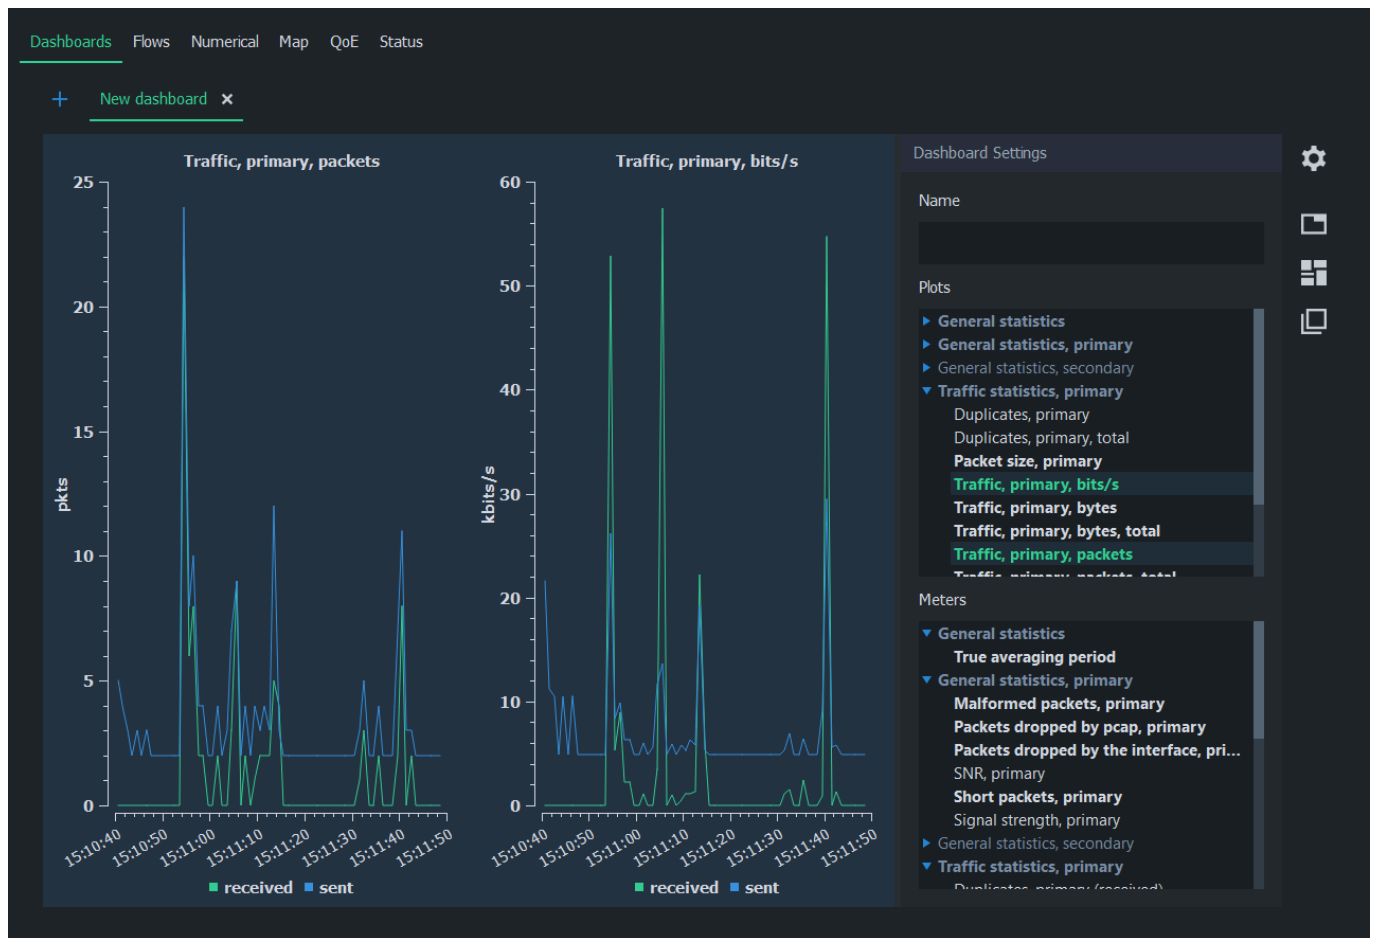 Dashboards Flows Numerical Map QoE Status
+ New dashboard ×
Traffic, primary, packets
25
20
15
10
5
0
pkts
15:10:40 15:10:50 15:11:00 15:11:10 15:11:20 15:11:30 15:11:40 15:11:50
received sent
Traffic, primary, bits/s
60
50
40
30
20
10
0
kbits/s
15:10:40 15:10:50 15:11:00 15:11:10 15:11:20 15:11:30 15:11:40 15:11:50
received sent
Dashboard Settings
Name
Plots
General statistics
General statistics, primary
General statistics, secondary
Traffic statistics, primary
Duplicates, primary
Duplicates, primary, total
Packet size, primary
Traffic, primary, bits/s
Traffic, primary, bytes
Traffic, primary, bytes, total
Traffic, primary, packets
Traffic, primary, packets, total
Meters
General statistics
True averaging period
General statistics, primary
Malformed packets, primary
Packets dropped by pcap, primary
Packets dropped by the interface, pri...
SNR, primary
Short packets, primary
Signal strength, primary
General statistics, secondary
Traffic statistics, primary
Duplicates, primary (received)